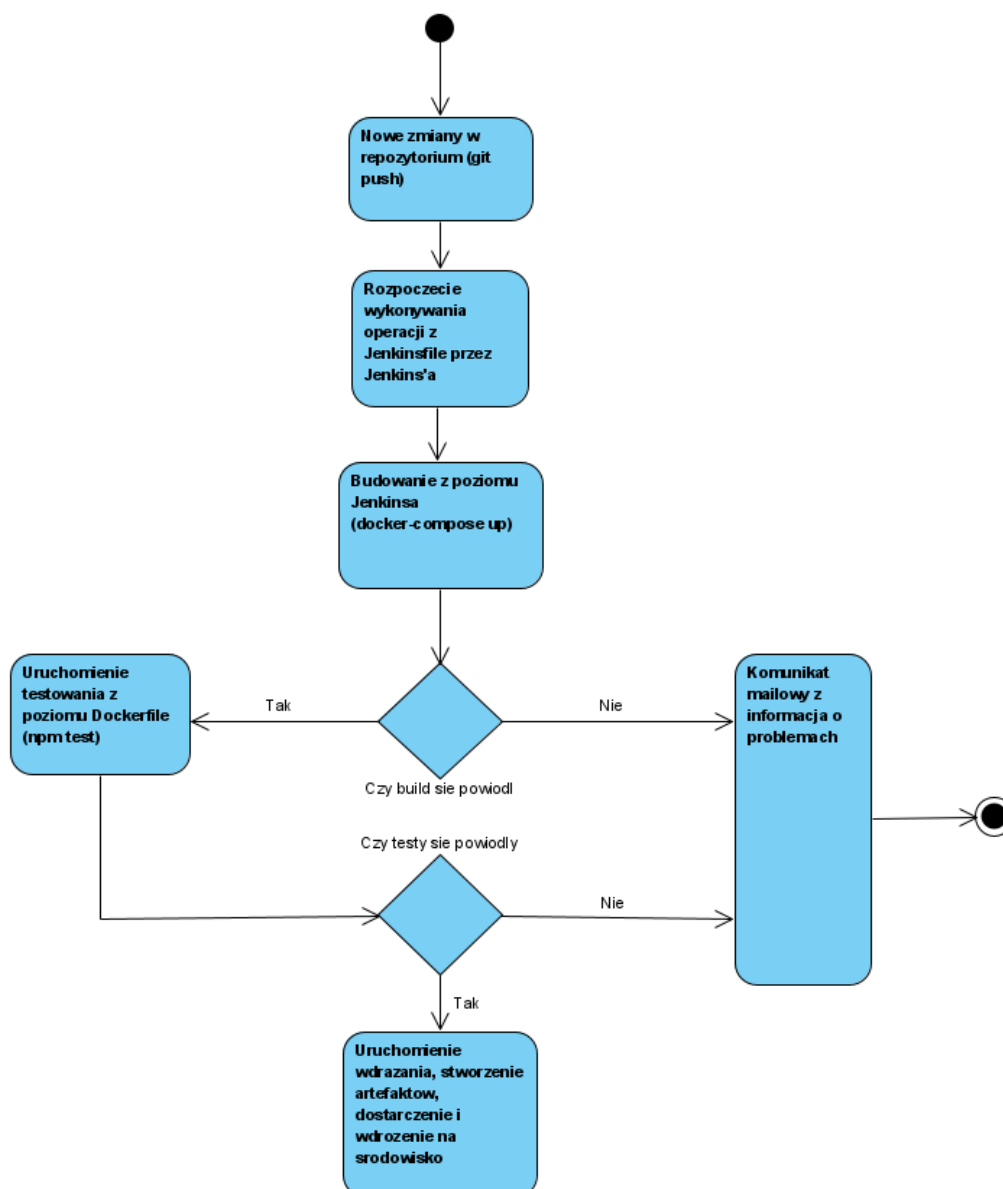 Nowe zmiany w
repozytorium (git
push)
Rozpoczecie
wykonywania
operacji z
Jenkinsfile przez
Jenkins'a
Budowanie z poziomu
Jenkinsa
(docker-compose up)
Uruchomienie
testowania z
poziomu Dockerfile
(npm test)
Tak
Nie
Komunikat
mailowy z
informacja o
problemach
Czy build sie powiodl
Czy testy sie powiodly
Nie
Tak
Uruchomienie
wdrazania, stworzenie
artefaktow,
dostarczenie i
wdrozenie na
srodowisko